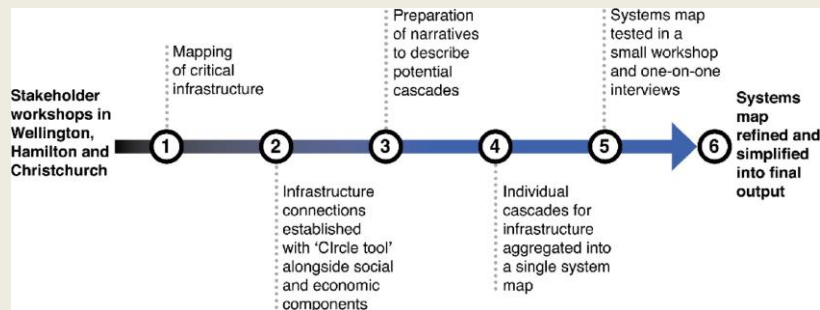 Stakeholder
workshops in
Wellington,
Hamilton and
Christchurch
1
Mapping
of critical
infrastructure
2
Infrastructure
connections
established
with ‘CIrcle tool’
alongside social
and economic
components
3
Preparation
of narratives
to describe
potential
cascades
4
Individual
cascades for
infrastructure
aggregated into
a single system
map
5
Systems map
tested in a
small workshop
and one-on-one
interviews
6
Systems
map
refined and
simplified
into final
output